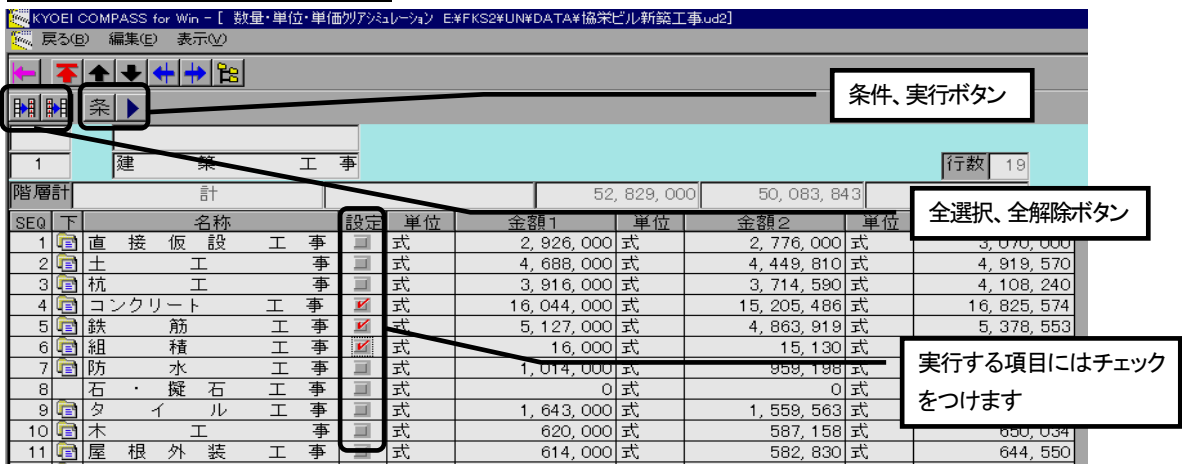 KYOEI COMPASS for Win - [ 数量・単位・単価ｸﾘｱｼﾐｭﾚｰｼｮﾝ E:¥FKS2¥UN¥DATA¥協栄ビル新築工事.ud2]
戻る(B) 編集(E) 表示(V)
条
条件、実行ボタン
1 建 築 工 事 行数 19
階層計 計 52,829,000 50,083,843
全選択、全解除ボタン
SEQ 下 名称 設定 単位 金額1 単位 金額2 単位
1 直 接 仮 設 工 事 式 2,926,000 式 2,776,000 式 3,070,000
2 土 工 事 式 4,688,000 式 4,449,810 式 4,919,570
3 杭 工 事 式 3,916,000 式 3,714,590 式 4,108,240
4 コンクリート 工 事 式 16,044,000 式 15,205,486 式 16,825,574
5 鉄 筋 工 事 式 5,127,000 式 4,863,919 式 5,378,553
6 組 積 工 事 式 16,000 式 15,130 式
7 防 水 工 事 式 1,014,000 式 959,198 式
8 石 ・ 擬 石 工 事 式 0 式 0 式
9 タ イ ル 工 事 式 1,643,000 式 1,559,563 式
10 木 工 事 式 620,000 式 587,158 式 650,034
11 屋 根 外 装 工 事 式 614,000 式 582,830 式 644,550
実行する項目にはチェック
をつけます